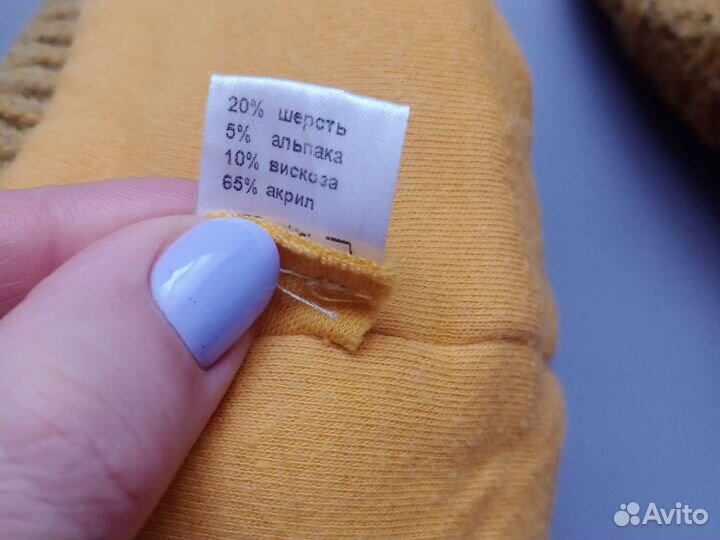 20% шерсть
5% альпака
10% вискоза
65% акрил
Avito